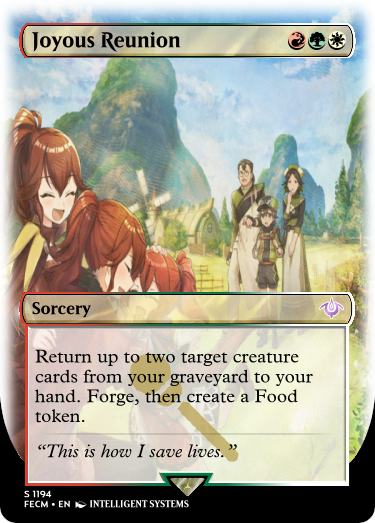 Joyous Reunion
Sorcery
Return up to two target creature
cards from your graveyard to your
hand. Forge, then create a Food
token.
“This is how I save lives.”
S 1194
FECM • EN INTELLIGENT SYSTEMS